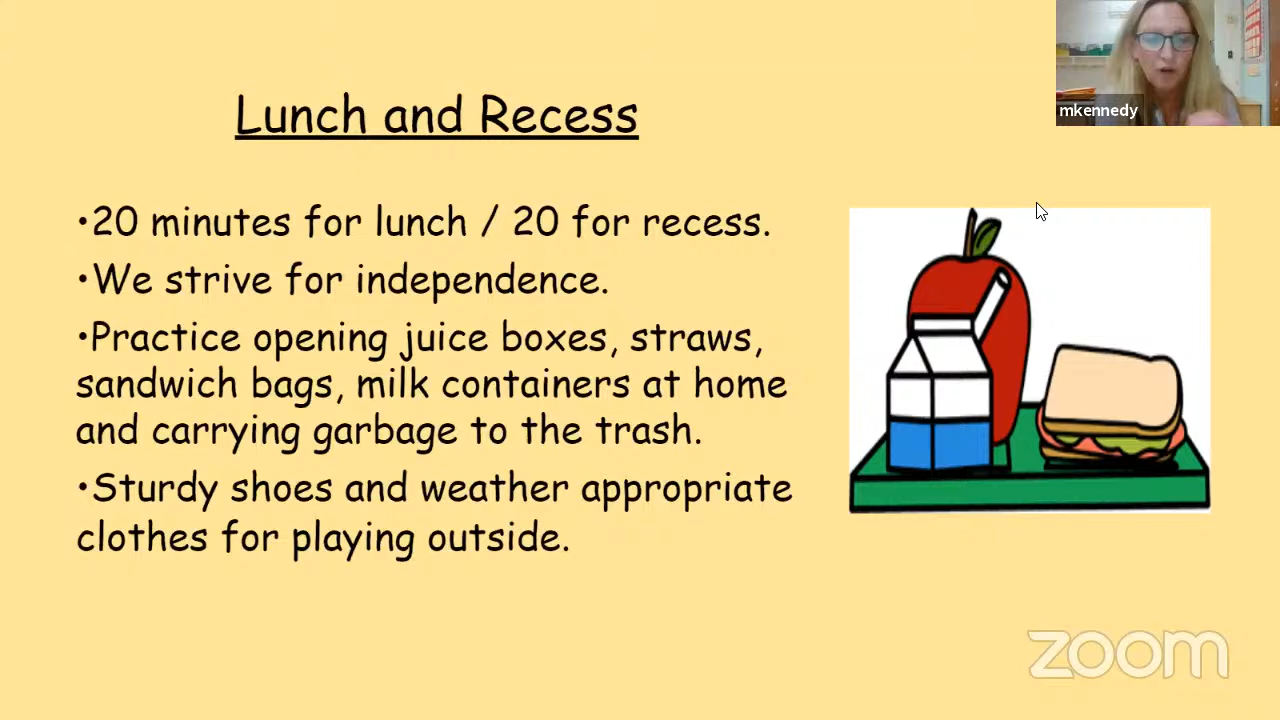 mkennedy
Lunch and Recess
•20 minutes for lunch / 20 for recess.
•We strive for independence.
•Practice opening juice boxes, straws,
sandwich bags, milk containers at home
and carrying garbage to the trash.
•Sturdy shoes and weather appropriate
clothes for playing outside.
zoom